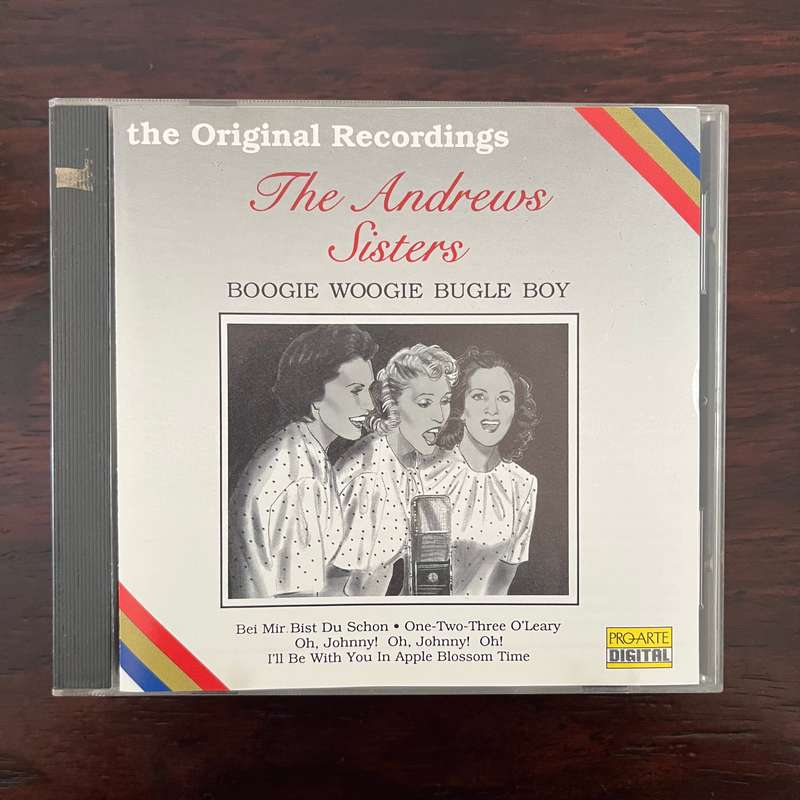 the Original Recordings
The Andrews
Sisters
BOOGIE WOOGIE BUGLE BOY
Bei Mir Bist Du Schon • One-Two-Three O'Leary
Oh, Johnny! Oh, Johnny! Oh!
I'll Be With You In Apple Blossom Time
PRO-ARTE
DIGITAL